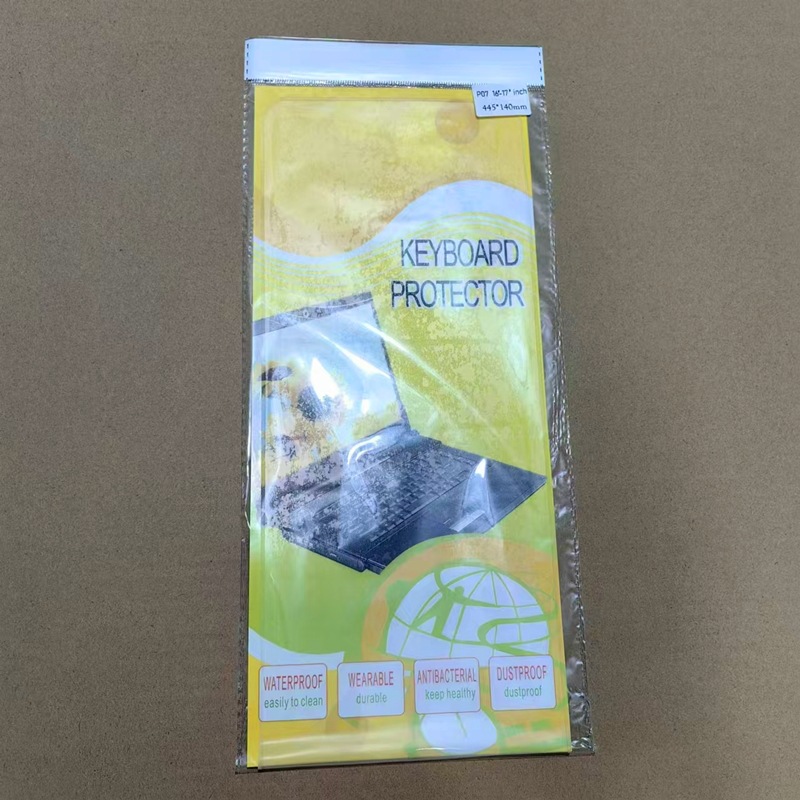 P07 16'-17" inch
445*140mm
KEYBOARD
PROTECTOR
WATERPROOF
easily to clean
WEARABLE
durable
ANTIBACTERIAL
keep healthy
DUSTPROOF
dustproof